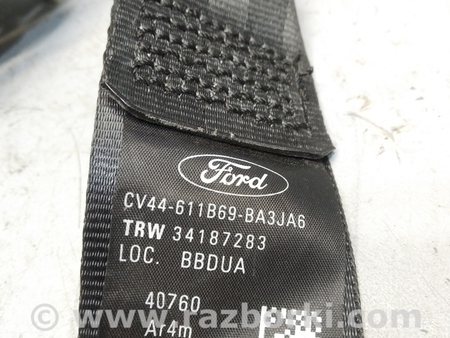 Ford
CV44-611B69-BA3JA6
TRW 34187283
LOC. BBDUA
40760
Ar4m
© www.razborki.com